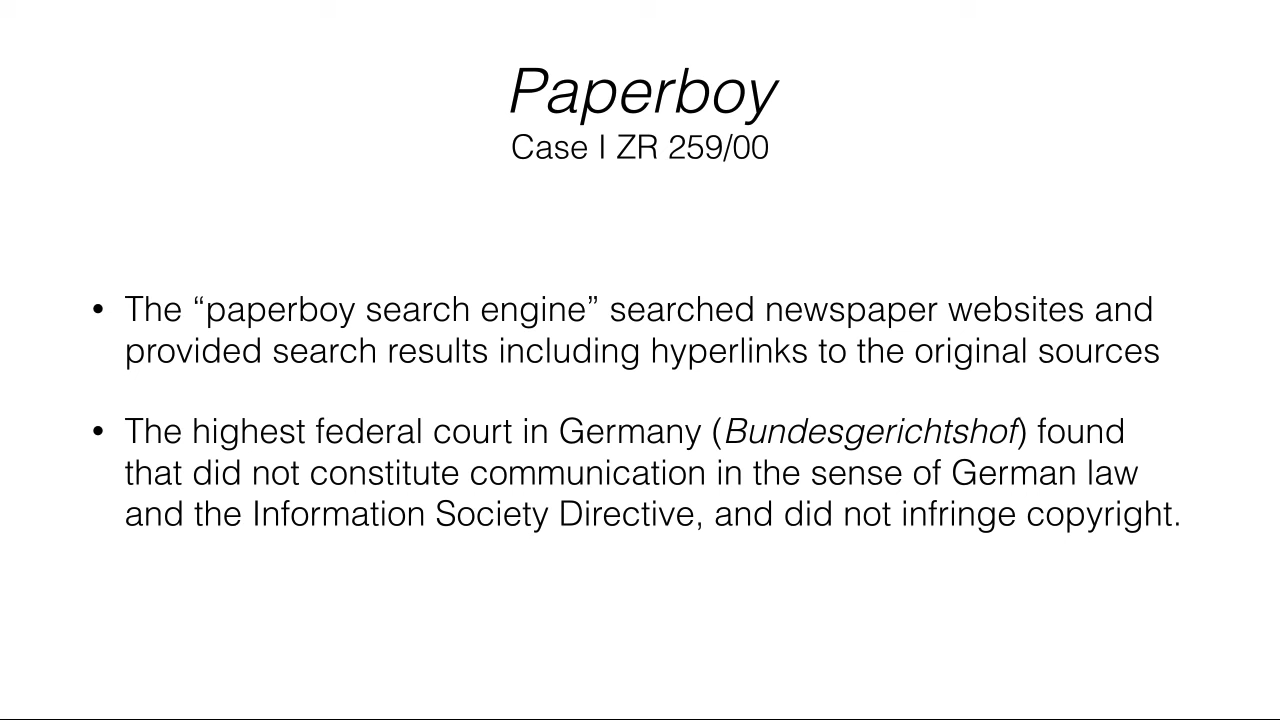 Paperboy
Case I ZR 259/00
• The “paperboy search engine” searched newspaper websites and
provided search results including hyperlinks to the original sources
• The highest federal court in Germany (Bundesgerichtshof) found
that did not constitute communication in the sense of German law
and the Information Society Directive, and did not infringe copyright.